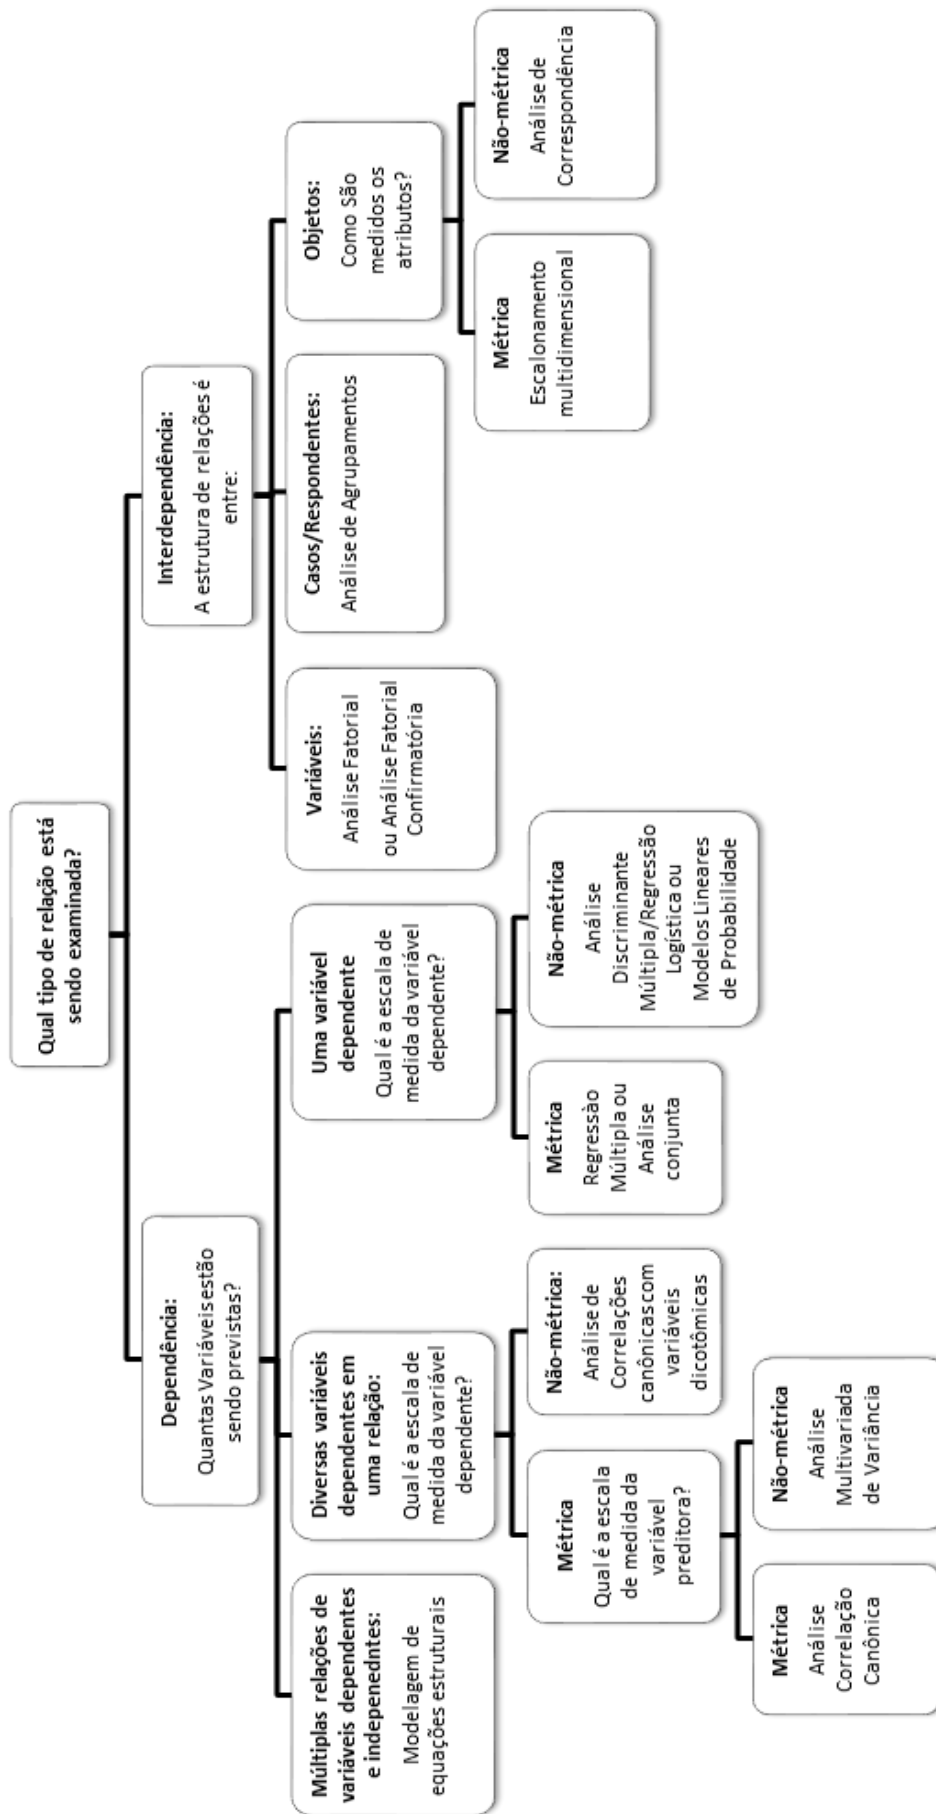 Qual tipo de relação está
sendo examinada?
Dependência:
Quantas Variáveis estão
sendo previstas?
Interdependência:
A estrutura de relações é
entre:
Múltiplas relações de
variáveis dependentes
e indepenedntes:
Modelagem de
equações estruturais
Diversas variáveis
dependentes em
uma relação:
Qual é a escala de
medida da variável
dependente?
Uma variável
dependente
Qual é a escala de
medida da variável
dependente?
Variáveis:
Análise Fatorial
ou Análise Fatorial
Confirmatória
Casos/Respondentes:
Análise de Agrupamentos
Objetos:
Como São
medidos os
atributos?
Métrica
Qual é a escala
de medida da
variável
preditora?
Não-métrica:
Análise de
Correlações
canônicas com
variáveis
dicotômicas
Métrica
Regressão
Múltipla ou
Análise
conjunta
Não-métrica
Análise
Discriminante
Múltipla/Regressão
Logística ou
Modelos Lineares
de Probabilidade
Métrica
Escalonamento
multidimensional
Não-métrica
Análise de
Correspondência
Métrica
Análise
Correlação
Canônica
Não-métrica
Análise
Multivariada
de Variância